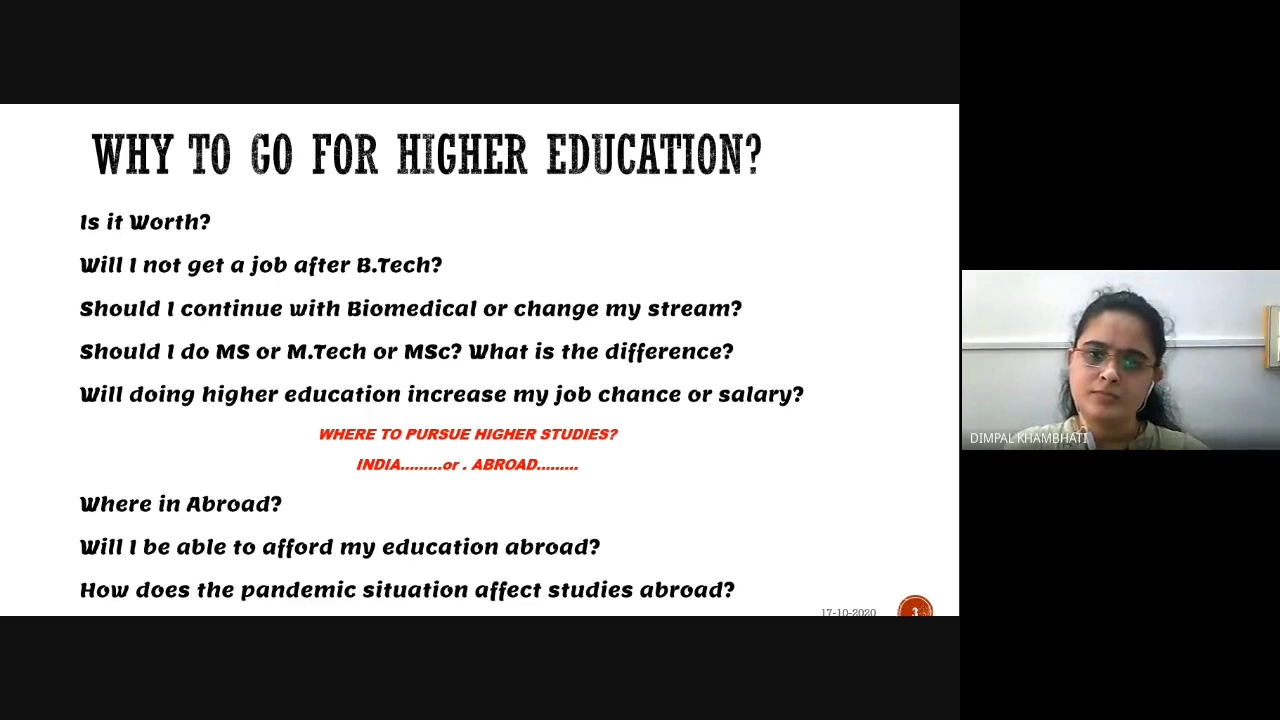 WHY TO GO FOR HIGHER EDUCATION?
Is it Worth?
Will I not get a job after B.Tech?
Should I continue with Biomedical or change my stream?
Should I do MS or M.Tech or MSc? What is the difference?
Will doing higher education increase my job chance or salary?
WHERE TO PURSUE HIGHER STUDIES?
INDIA.........or . ABROAD.........
Where in Abroad?
Will I be able to afford my education abroad?
How does the pandemic situation affect studies abroad?
17-10-2020 3
DIMPAL KHAMBHATI